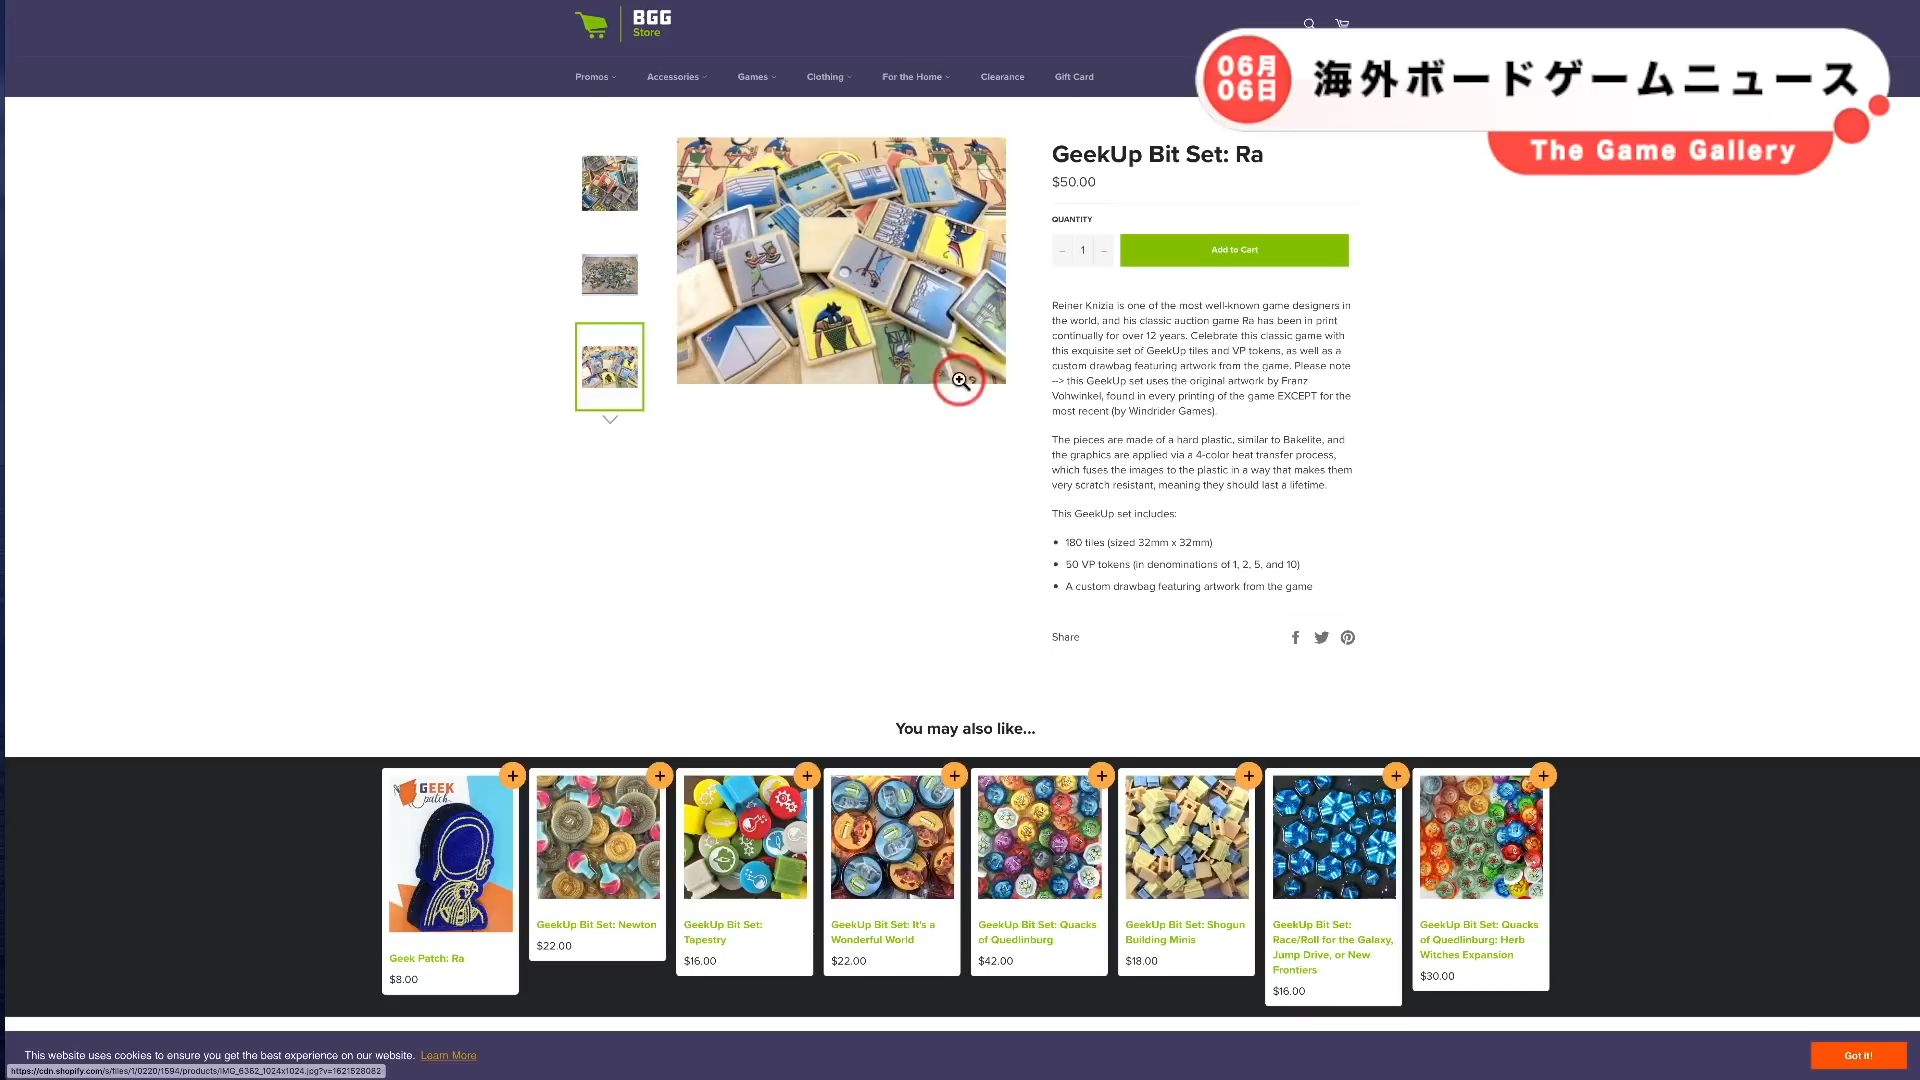 BGG
Store
Promos
Accessories
Games
Clothing
For the Home
Clearance
Gift Card
06月
06日
海外ボードゲームニュース
The Game Gallery
GeekUp Bit Set: Ra
$50.00
QUANTITY
1
Add to Cart
Reiner Knizia is one of the most well-known game designers in
the world, and his classic auction game Ra has been in print
continually for over 12 years. Celebrate this classic game with
this exquisite set of GeekUp tiles and VP tokens, as well as a
custom drawbag featuring artwork from the game. Please note
--> this GeekUp set uses the original artwork by Franz
Vohwinkel, found in every printing of the game EXCEPT for the
most recent (by Windrider Games).
The pieces are made of a hard plastic, similar to Bakelite, and
the graphics are applied via a 4-color heat transfer process,
which fuses the images to the plastic in a way that makes them
very scratch resistant, meaning they should last a lifetime.
This GeekUp set includes:
• 180 tiles (sized 32mm x 32mm)
• 50 VP tokens (in denominations of 1, 2, 5, and 10)
• A custom drawbag featuring artwork from the game
Share
You may also like...
GEEK
patch
Geek Patch: Ra
$8.00
GeekUp Bit Set: Newton
$22.00
GeekUp Bit Set:
Tapestry
$16.00
GeekUp Bit Set: It's a
Wonderful World
$22.00
GeekUp Bit Set: Quacks
of Quedlinburg
$42.00
GeekUp Bit Set: Shogun
Building Minis
$18.00
GeekUp Bit Set:
Race/Roll for the Galaxy,
Jump Drive, or New
Frontiers
$16.00
GeekUp Bit Set: Quacks
of Quedlinburg: Herb
Witches Expansion
$30.00
This website uses cookies to ensure you get the best experience on our website. Learn More
Got it!
https://cdn.shopify.com/s/files/1/0220/1594/products/IMG_6362_1024x1024.jpg?v=1621528082